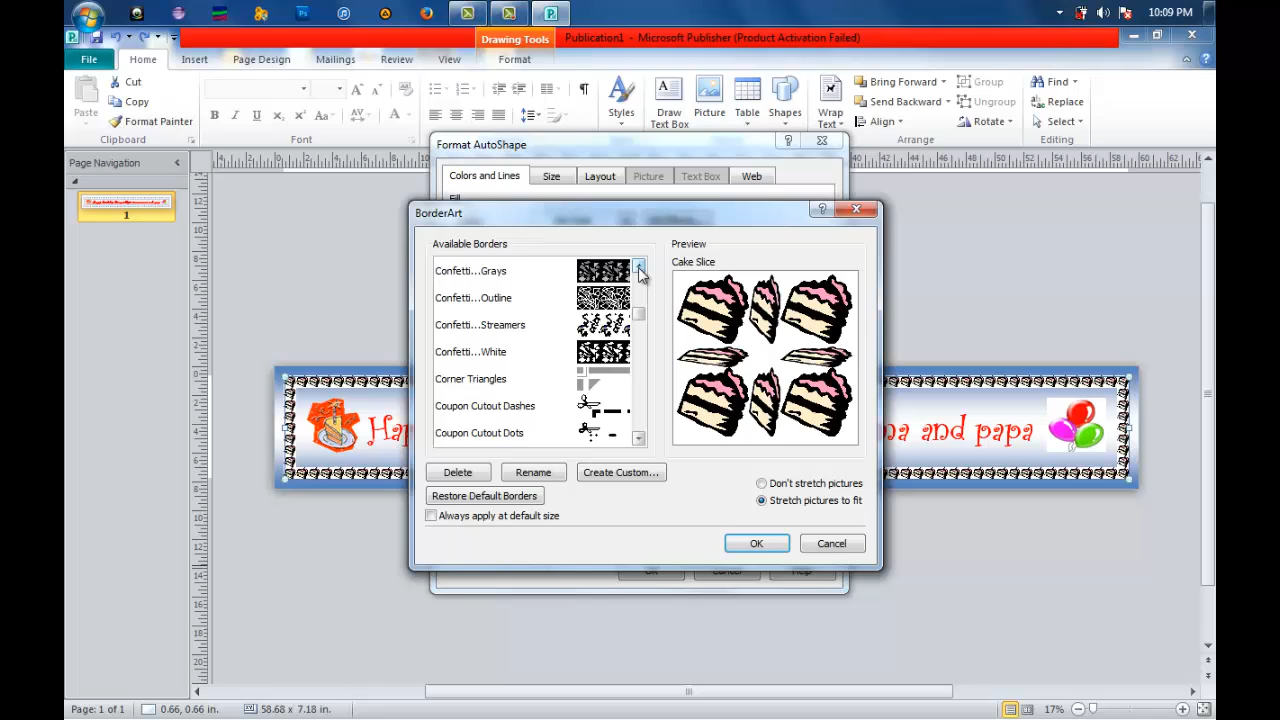 10:09 PM
Drawing Tools
Publication1 - Microsoft Publisher (Product Activation Failed)
File Home Insert Page Design Mailings Review View Format
Paste
Cut
Copy
Format Painter
Clipboard
Font
Styles
Draw Text Box
Picture
Table
Shapes
Wrap Text
Bring Forward
Send Backward
Align
Group
Ungroup
Rotate
Arrange
Find
Replace
Select
Editing
Page Navigation
1
Format AutoShape
Colors and Lines Size Layout Picture Text Box Web
Fill
BorderArt
Available Borders
Confetti...Grays
Confetti...Outline
Confetti...Streamers
Confetti...White
Corner Triangles
Coupon Cutout Dashes
Coupon Cutout Dots
Delete Rename Create Custom...
Restore Default Borders
Always apply at default size
Preview
Cake Slice
Don't stretch pictures
Stretch pictures to fit
OK Cancel
and papa
Page: 1 of 1
0.66, 0.66 in.
58.68 x 7.18 in.
17%